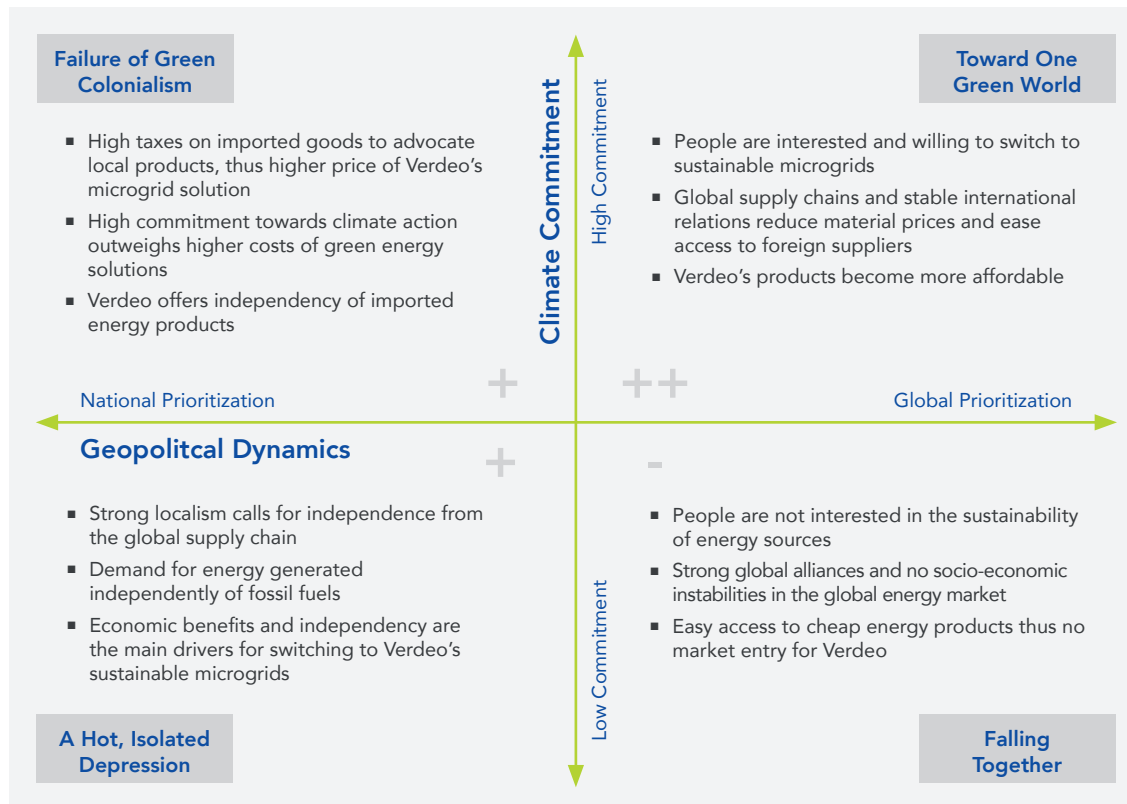 Failure of Green
Colonialism
■ High taxes on imported goods to advocate
local products, thus higher price of Verdeo's
microgrid solution
■ High commitment towards climate action
outweighs higher costs of green energy
solutions
■ Verdeo offers independency of imported
energy products
Climate Commitment
High Commitment
Toward One
Green World
■ People are interested and willing to switch to
sustainable microgrids
■ Global supply chains and stable international
relations reduce material prices and ease
access to foreign suppliers
■ Verdeo's products become more affordable
+
++
National Prioritization
Global Prioritization
Geopolitcal Dynamics
+
-
■ Strong localism calls for independence from
the global supply chain
■ Demand for energy generated
independently of fossil fuels
■ Economic benefits and independency are
the main drivers for switching to Verdeo's
sustainable microgrids
A Hot, Isolated
Depression
Low Commitment
■ People are not interested in the sustainability
of energy sources
■ Strong global alliances and no socio-economic
instabilities in the global energy market
■ Easy access to cheap energy products thus no
market entry for Verdeo
Falling
Together